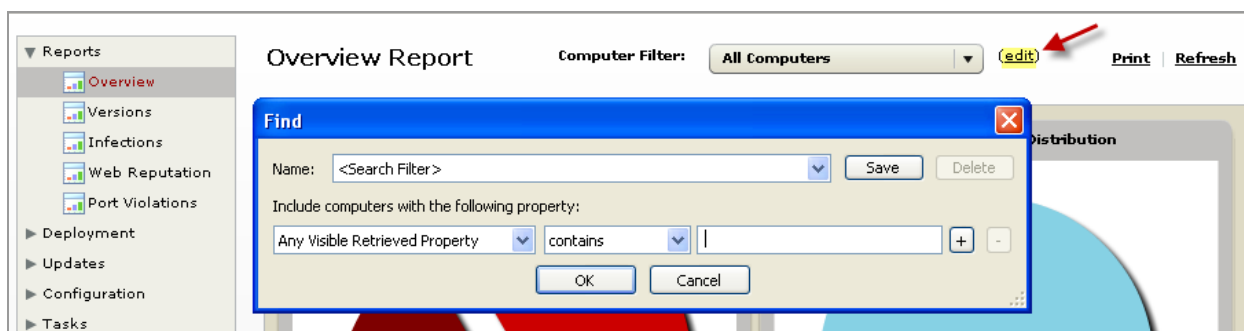 Reports
Overview
Versions
Infections
Web Reputation
Port Violations
Deployment
Updates
Configuration
Tasks
Overview Report Computer Filter: All Computers (edit) Print | Refresh
Find
Name: <Search Filter> Save Delete
Include computers with the following property:
Any Visible Retrieved Property contains + -
OK Cancel
Distribution